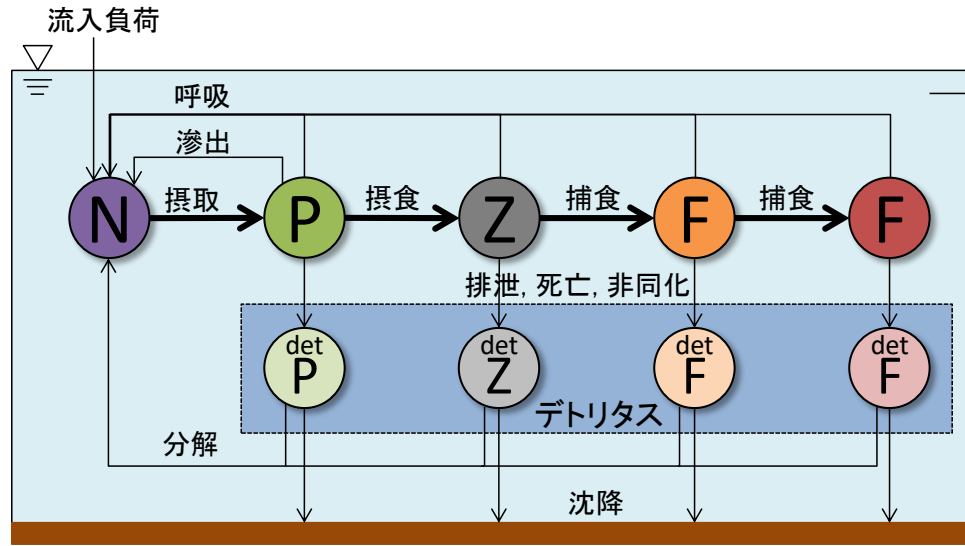 流入負荷
呼吸
滲出
N
摂取
P
摂食
Z
捕食
F
捕食
F
排泄, 死亡, 非同化
det
P
det
Z
det
F
det
F
デトリタス
分解
沈降